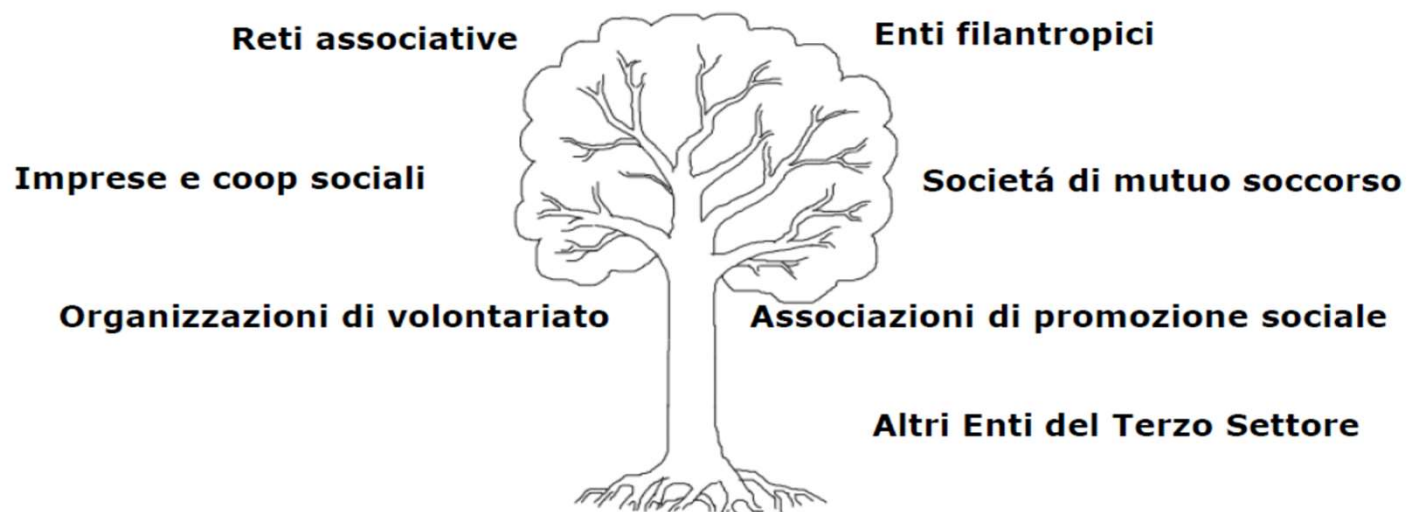 Reti associative
Enti filantropici
Imprese e coop sociali
Societá di mutuo soccorso
Organizzazioni di volontariato
Associazioni di promozione sociale
Altri Enti del Terzo Settore